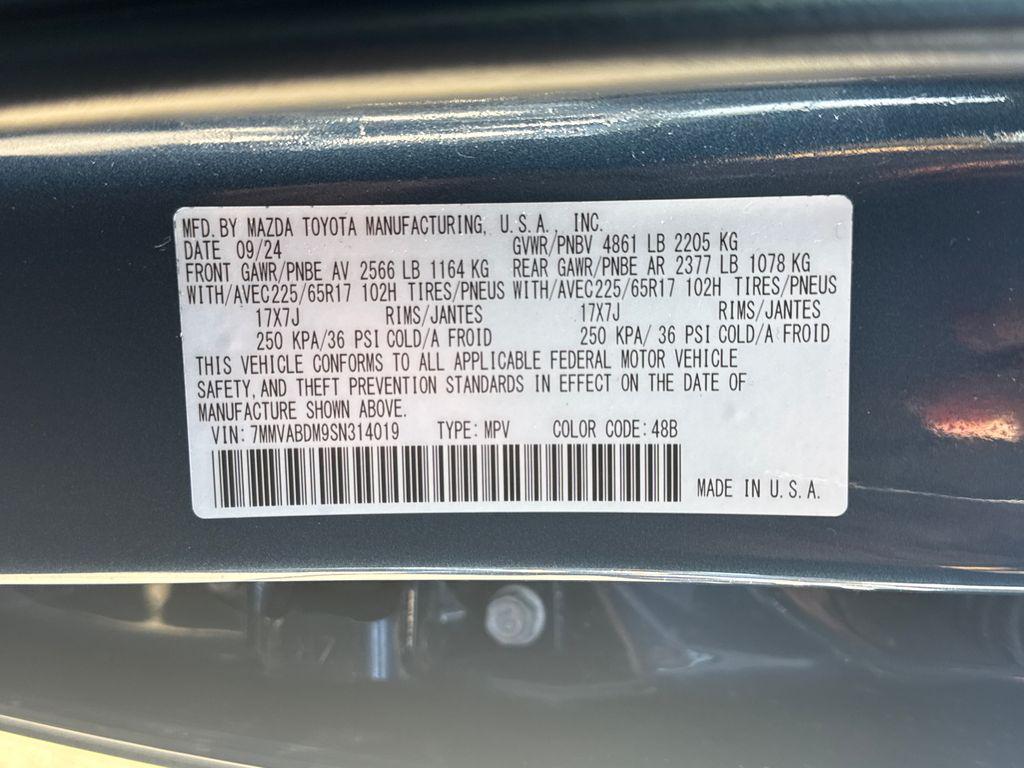 MFD. BY MAZDA TOYOTA MANUFACTURING, U.S.A., INC.
DATE 09/24 GVWR/PNBV 4861 LB 2205 KG
FRONT GAWR/PNBE AV 2566 LB 1164 KG REAR GAWR/PNBE AR 2377 LB 1078 KG
WITH/AVEC 225/65R17 102H TIRES/PNEUS WITH/AVEC 225/65R17 102H TIRES/PNEUS
17X7J RIMS/JANTES 17X7J RIMS/JANTES
250 KPA/36 PSI COLD/A FROID 250 KPA/ 36 PSI COLD/A FROID
THIS VEHICLE CONFORMS TO ALL APPLICABLE FEDERAL MOTOR VEHICLE
SAFETY, AND THEFT PREVENTION STANDARDS IN EFFECT ON THE DATE OF
MANUFACTURE SHOWN ABOVE.
VIN: 7MMVABDM9SN314019 TYPE: MPV COLOR CODE: 48B
MADE IN U.S.A.